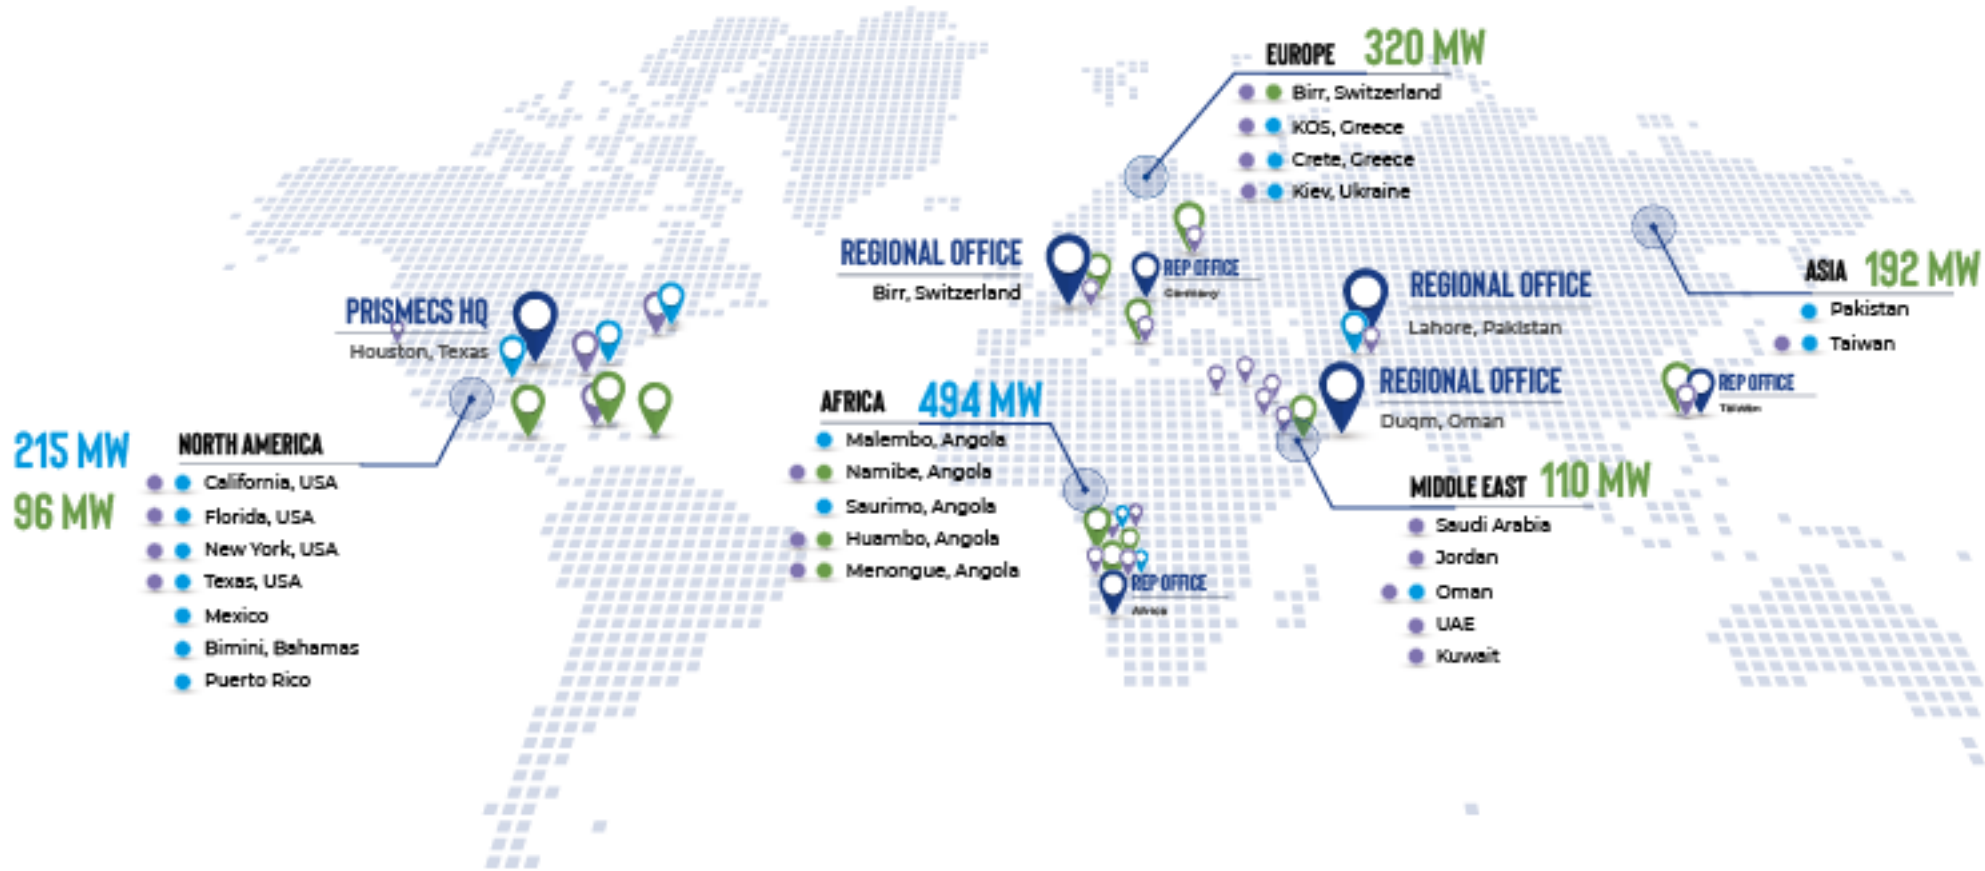 EUROPE 320 MW
Birr, Switzerland
KOS, Greece
Crete, Greece
Kiev, Ukraine
REGIONAL OFFICE
Birr, Switzerland
REP OFFICE
Germany
PRISMECS HQ
Houston, Texas
REGIONAL OFFICE
Lahore, Pakistan
ASIA 192 MW
Pakistan
Taiwan
REGIONAL OFFICE
Duqm, Oman
REP OFFICE
Taiwan
AFRICA 494 MW
Malembo, Angola
Namibe, Angola
Saurimo, Angola
Huambo, Angola
Menongue, Angola
REP OFFICE
Africa
215 MW
96 MW
NORTH AMERICA
California, USA
Florida, USA
New York, USA
Texas, USA
Mexico
Bimini, Bahamas
Puerto Rico
MIDDLE EAST 110 MW
Saudi Arabia
Jordan
Oman
UAE
Kuwait